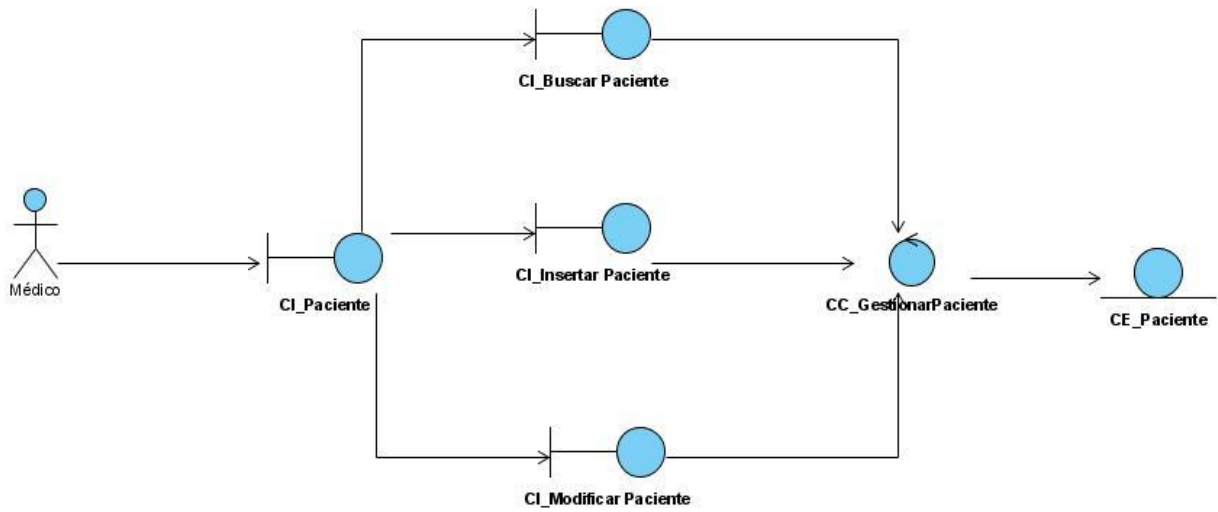 CI_Buscar Paciente
Médico
CI_Paciente
CI_Insertar Paciente
CC_GestionarPaciente
CE_Paciente
CI_Modificar Paciente